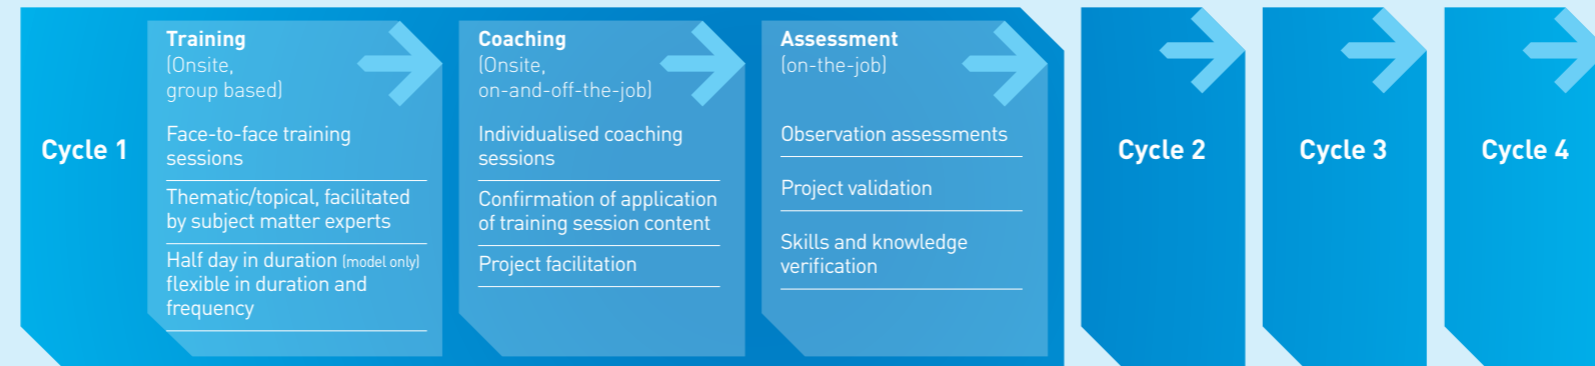 Cycle 1
Training
(Onsite,
group based)
Face-to-face training
sessions
Thematic/topical, facilitated
by subject matter experts
Half day in duration (model only)
flexible in duration and
frequency
Coaching
(Onsite,
on-and-off-the-job)
Individualised coaching
sessions
Confirmation of application
of training session content
Project facilitation
Assessment
(on-the-job)
Observation assessments
Project validation
Skills and knowledge
verification
Cycle 2
Cycle 3
Cycle 4